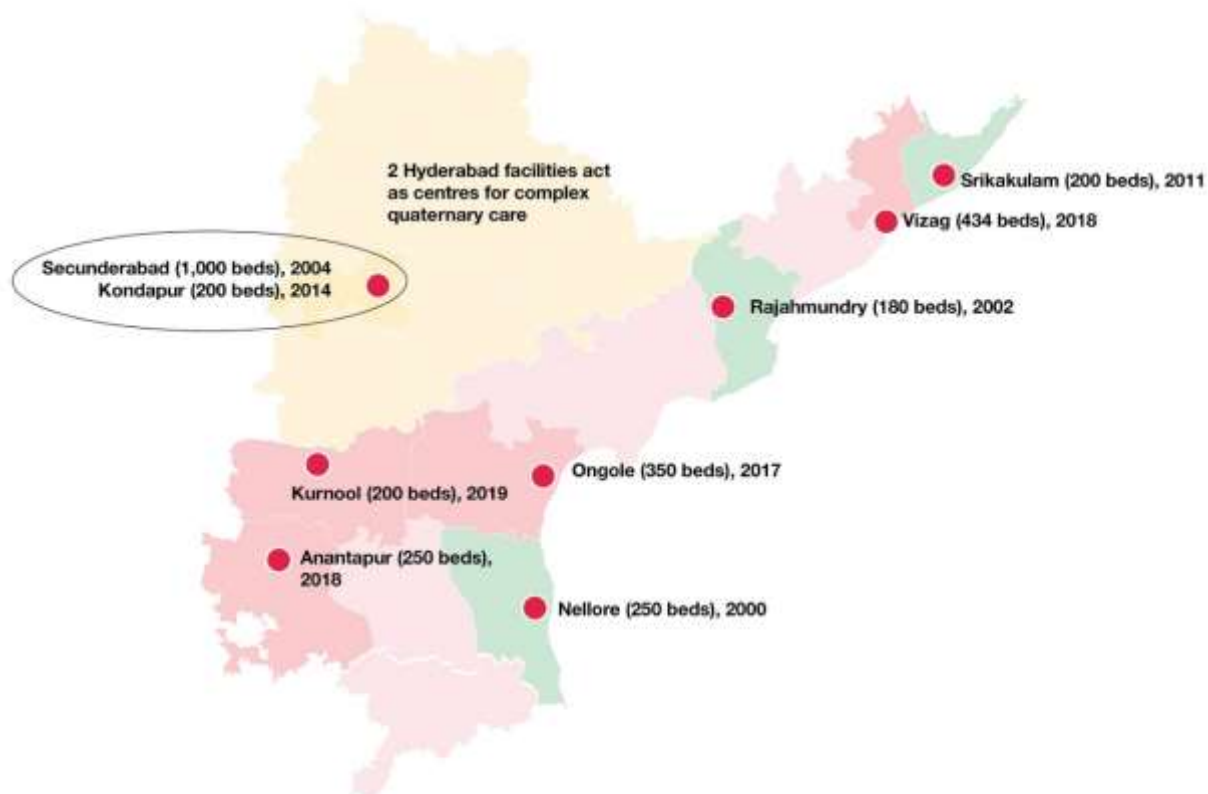 2 Hyderabad facilities act
as centres for complex
quaternary care
Srikakulam (200 beds), 2011
Vizag (434 beds), 2018
Secunderabad (1,000 beds), 2004
Kondapur (200 beds), 2014
Rajahmundry (180 beds), 2002
Ongole (350 beds), 2017
Kurnool (200 beds), 2019
Anantapur (250 beds),
2018
Nellore (250 beds), 2000